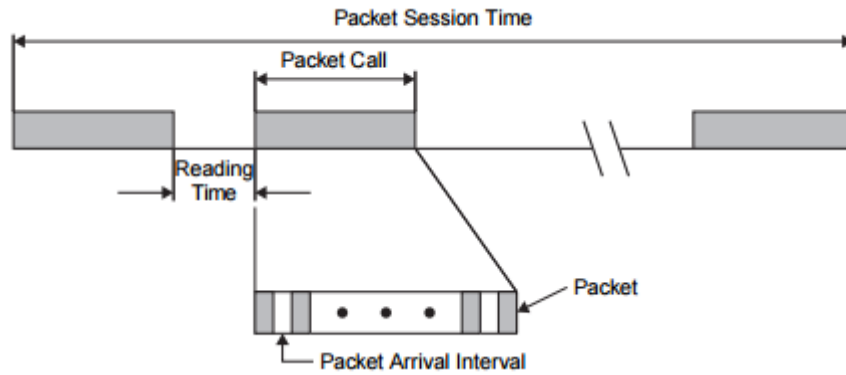 Packet Session Time
Packet Call
Reading
Time
Packet
Packet Arrival Interval